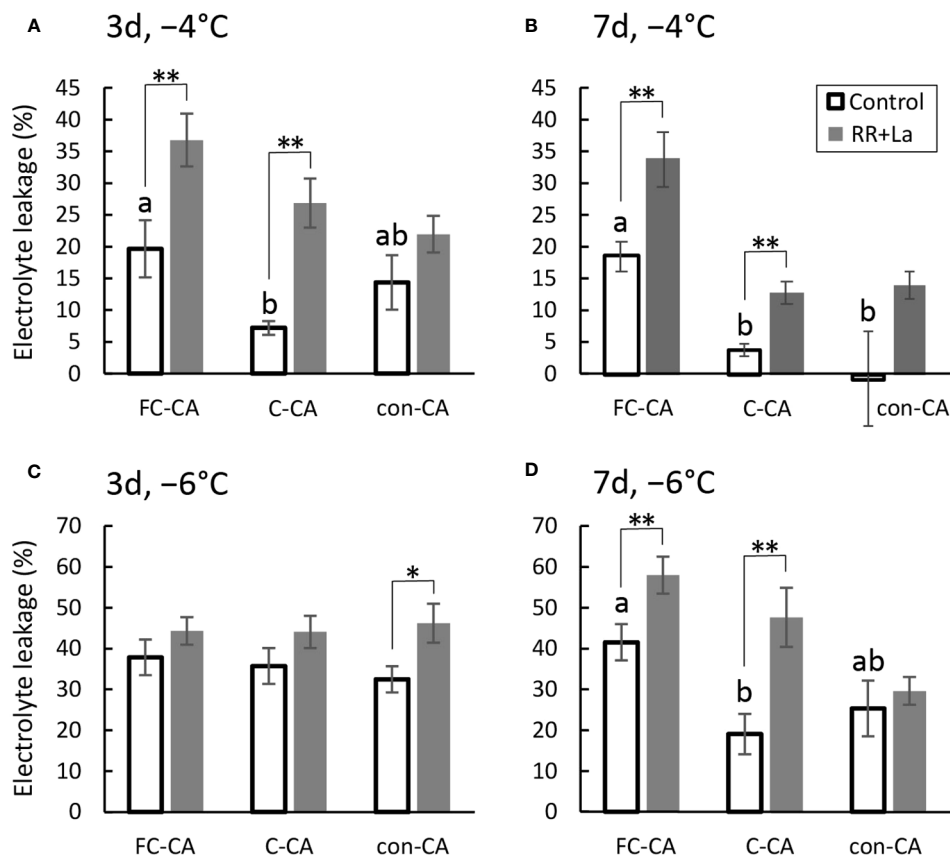 A 3d, −4°C
Electrolyte leakage (%)
45
40
35
30
25
20
15
10
5
0
**
**
a
b
ab
FC-CA C-CA con-CA
B 7d, −4°C
45
40
35
30
25
20
15
10
5
0
**
**
a
b
b
Control
RR+La
FC-CA C-CA con-CA
C 3d, −6°C
Electrolyte leakage (%)
70
60
50
40
30
20
10
0
*
FC-CA C-CA con-CA
D 7d, −6°C
70
60
50
40
30
20
10
0
**
**
a
b
ab
FC-CA C-CA con-CA